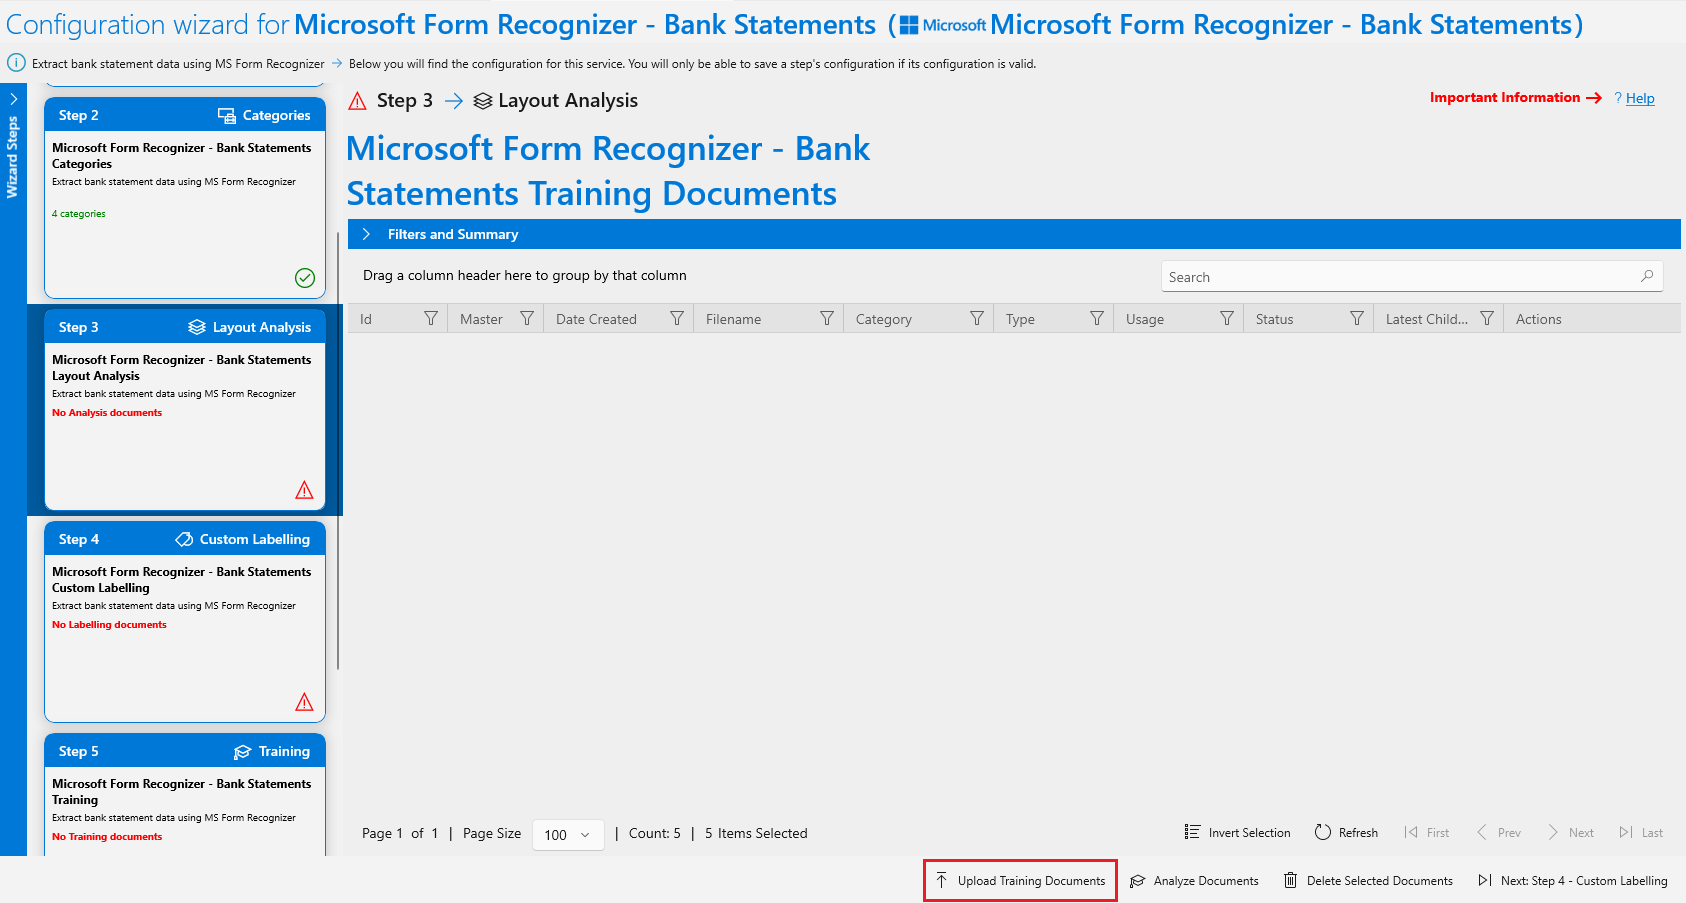 Configuration wizard for Microsoft Form Recognizer - Bank Statements (Microsoft Microsoft Form Recognizer - Bank Statements)
Extract bank statement data using MS Form Recognizer → Below you will find the configuration for this service. You will only be able to save a step's configuration if its configuration is valid.
Wizard Steps
Step 2 Categories
Microsoft Form Recognizer - Bank Statements
Categories
Extract bank statement data using MS Form Recognizer
4 categories
Step 3 Layout Analysis
Microsoft Form Recognizer - Bank Statements
Layout Analysis
Extract bank statement data using MS Form Recognizer
No Analysis documents
Step 4 Custom Labelling
Microsoft Form Recognizer - Bank Statements
Custom Labelling
Extract bank statement data using MS Form Recognizer
No Labelling documents
Step 5 Training
Microsoft Form Recognizer - Bank Statements
Training
Extract bank statement data using MS Form Recognizer
No Training documents
Step 3 → Layout Analysis
Important Information → ? Help
Microsoft Form Recognizer - Bank
Statements Training Documents
Filters and Summary
Drag a column header here to group by that column
Search
Id Master Date Created Filename Category Type Usage Status Latest Child... Actions
Page 1 of 1 | Page Size 100 | Count: 5 | 5 Items Selected
Invert Selection Refresh First Prev Next Last
Upload Training Documents Analyze Documents Delete Selected Documents Next: Step 4 - Custom Labelling